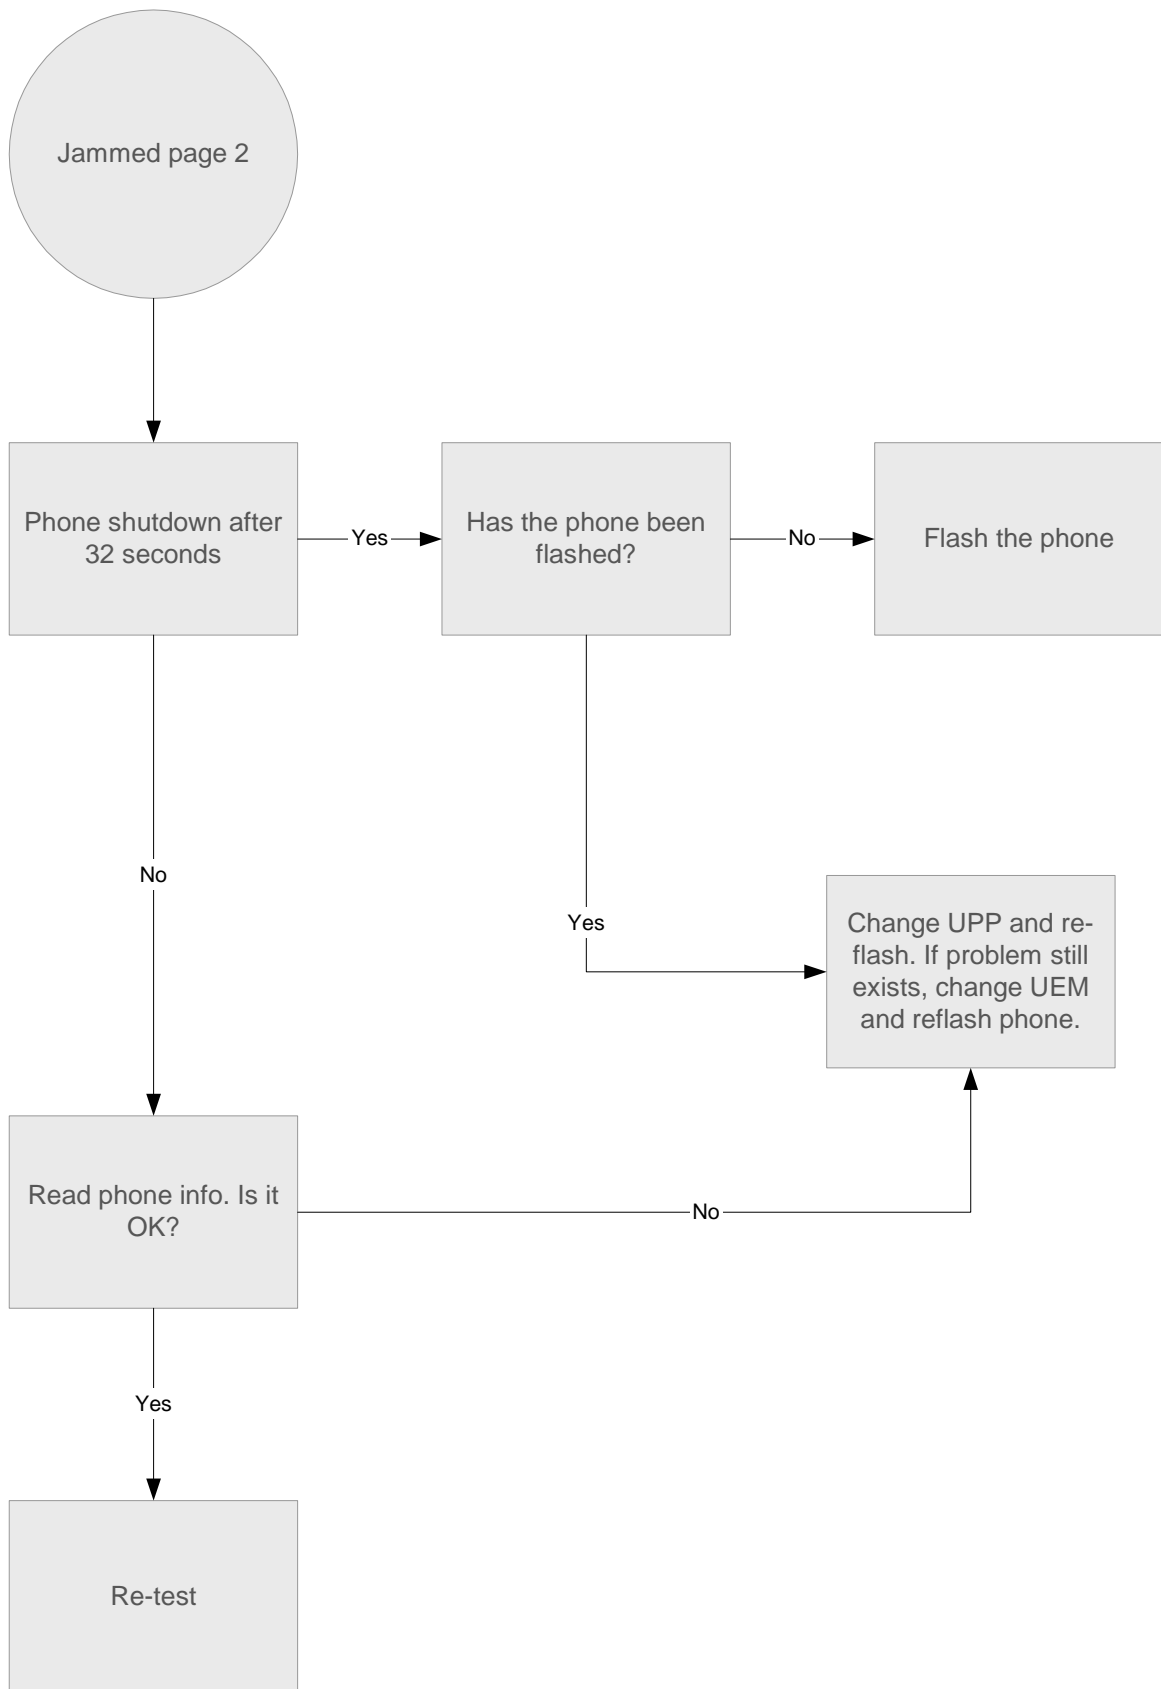 Jammed page 2
Phone shutdown after
32 seconds
Yes
Has the phone been
flashed?
No
Flash the phone
No
Yes
Change UPP and re-
flash. If problem still
exists, change UEM
and reflash phone.
Read phone info. Is it
OK?
No
Yes
Re-test